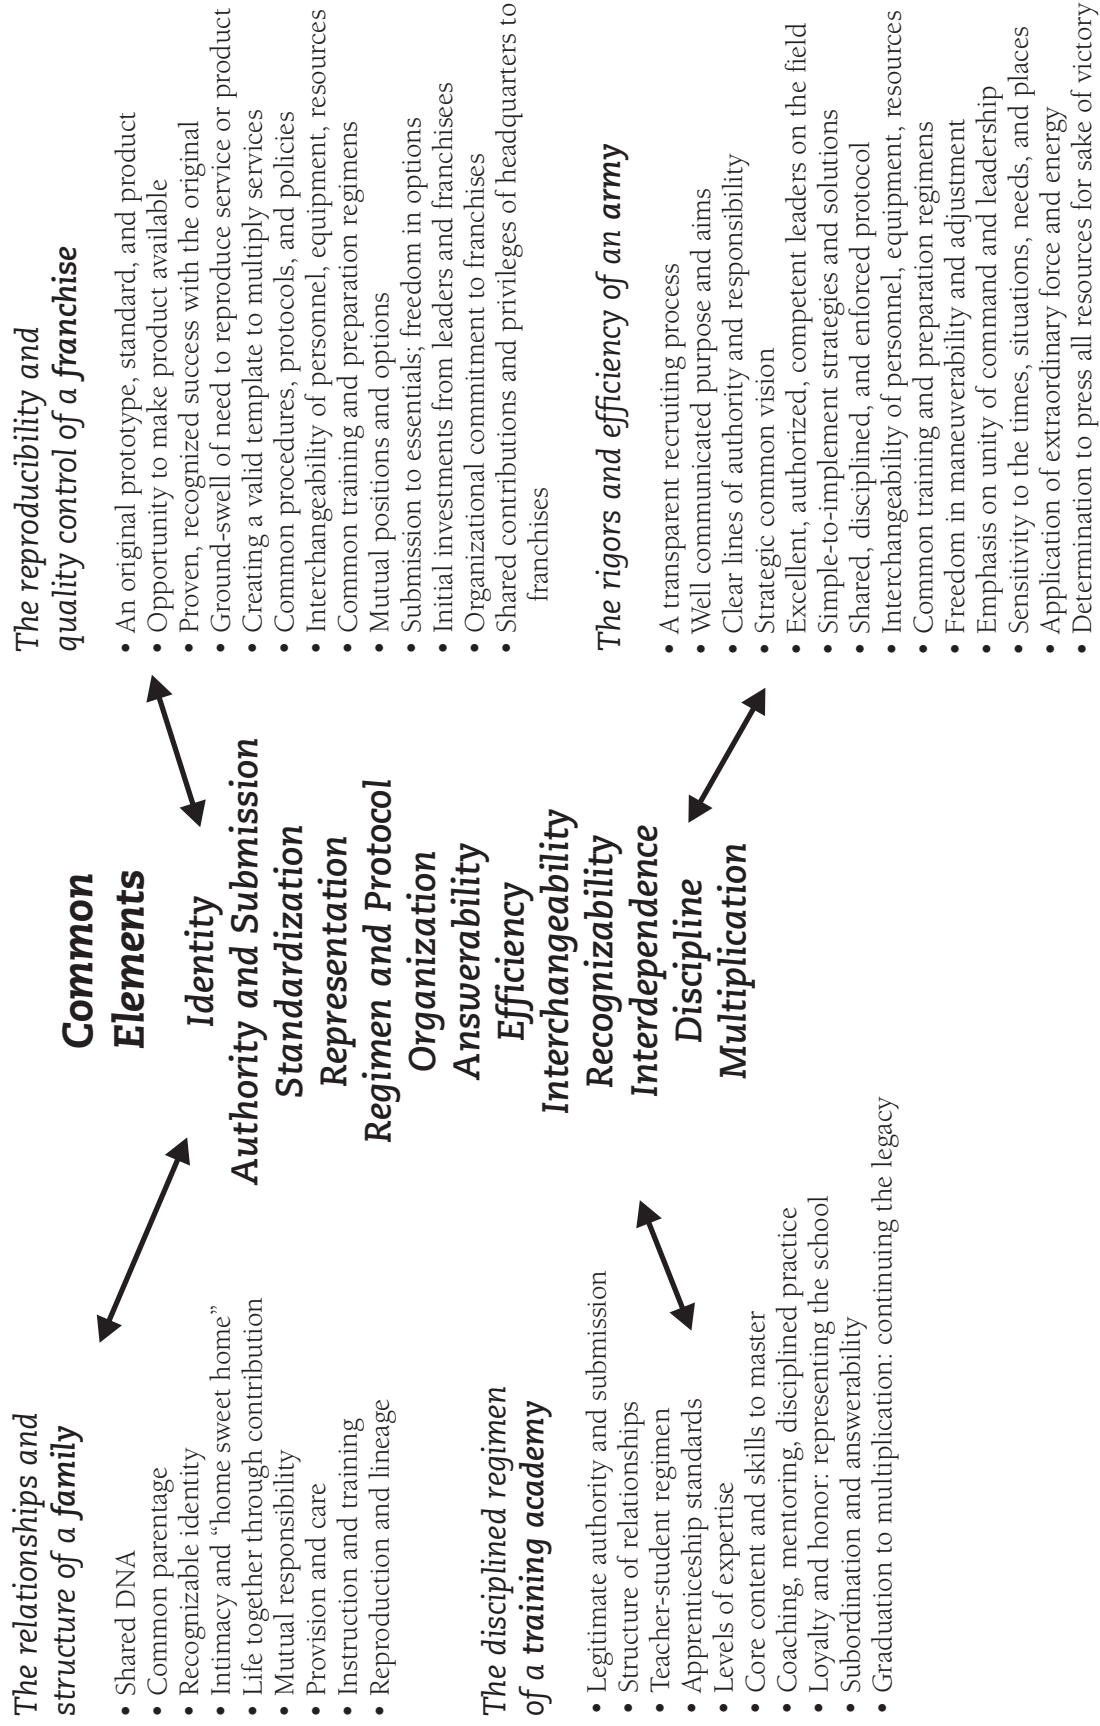 The relationships and
structure of a family
• Shared DNA
• Common parentage
• Recognizable identity
• Intimacy and “home sweet home”
• Life together through contribution
• Mutual responsibility
• Provision and care
• Instruction and training
• Reproduction and lineage
The disciplined regimen
of a training academy
• Legitimate authority and submission
• Structure of relationships
• Teacher-student regimen
• Apprenticeship standards
• Levels of expertise
• Core content and skills to master
• Coaching, mentoring, disciplined practice
• Loyalty and honor: representing the school
• Subordination and answerability
• Graduation to multiplication: continuing the legacy
Common
Elements
Identity
Authority and Submission
Standardization
Representation
Regimen and Protocol
Organization
Answerability
Efficiency
Interchangeability
Recognizability
Interdependence
Discipline
Multiplication
The reproducibility and
quality control of a franchise
• An original prototype, standard, and product
• Opportunity to make product available
• Proven, recognized success with the original
• Ground-swell of need to reproduce service or product
• Creating a valid template to multiply services
• Common procedures, protocols, and policies
• Interchangeability of personnel, equipment, resources
• Common training and preparation regimens
• Mutual positions and options
• Submission to essentials; freedom in options
• Initial investments from leaders and franchisees
• Organizational commitment to franchises
• Shared contributions and privileges of headquarters to
franchises
The rigors and efficiency of an army
• A transparent recruiting process
• Well communicated purpose and aims
• Clear lines of authority and responsibility
• Strategic common vision
• Excellent, authorized, competent leaders on the field
• Simple-to-implement strategies and solutions
• Shared, disciplined, and enforced protocol
• Interchangeability of personnel, equipment, resources
• Common training and preparation regimens
• Freedom in maneuverability and adjustment
• Emphasis on unity of command and leadership
• Sensitivity to the times, situations, needs, and places
• Application of extraordinary force and energy
• Determination to press all resources for sake of victory